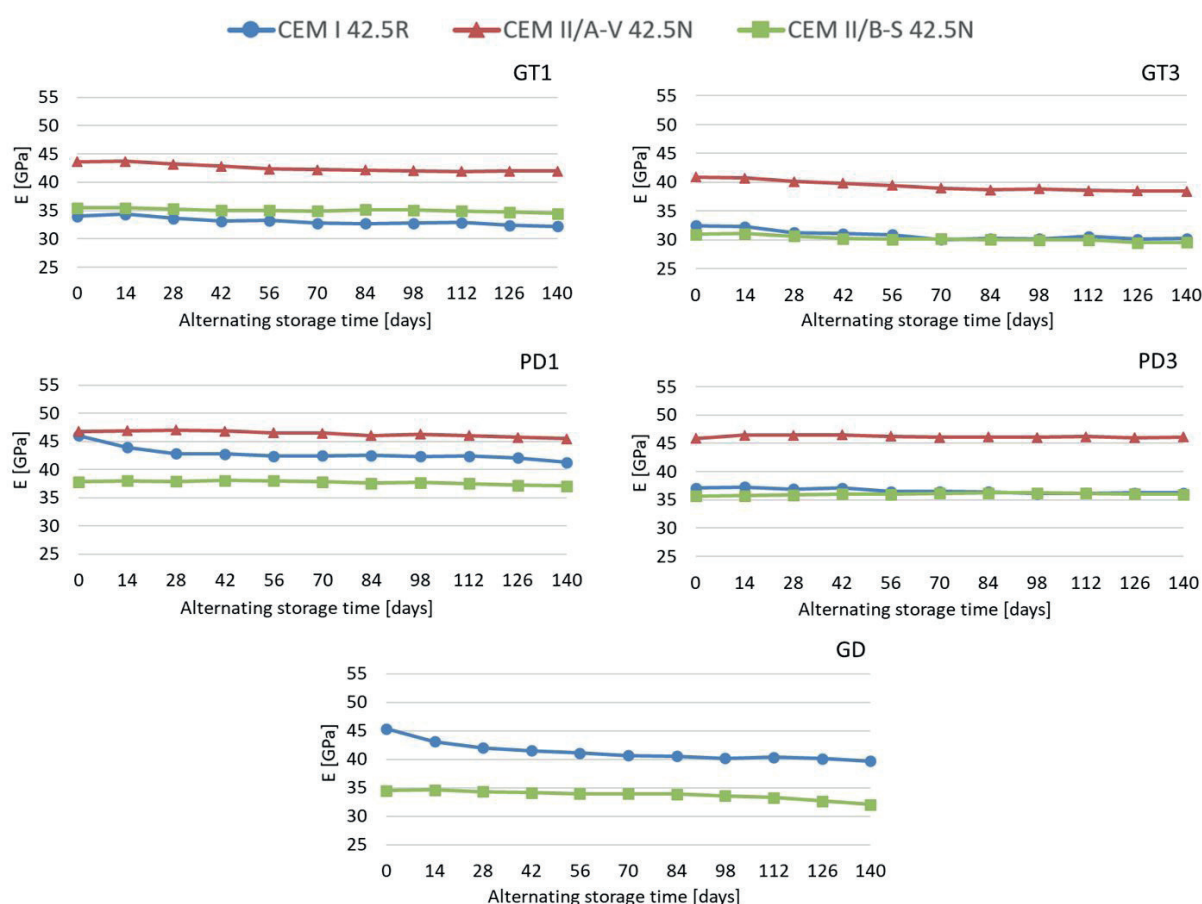 CEM I 42.5R CEM II/A-V 42.5N CEM II/B-S 42.5N
GT1
55
50
45
40
35
30
25
E [GPa]
0 14 28 42 56 70 84 98 112 126 140
Alternating storage time [days]
GT3
55
50
45
40
35
30
25
E [GPa]
0 14 28 42 56 70 84 98 112 126 140
Alternating storage time [days]
PD1
55
50
45
40
35
30
25
E [GPa]
0 14 28 42 56 70 84 98 112 126 140
Alternating storage time [days]
PD3
55
50
45
40
35
30
25
E [GPa]
0 14 28 42 56 70 84 98 112 126 140
Alternating storage time [days]
GD
55
50
45
40
35
30
25
E [GPa]
0 14 28 42 56 70 84 98 112 126 140
Alternating storage time [days]